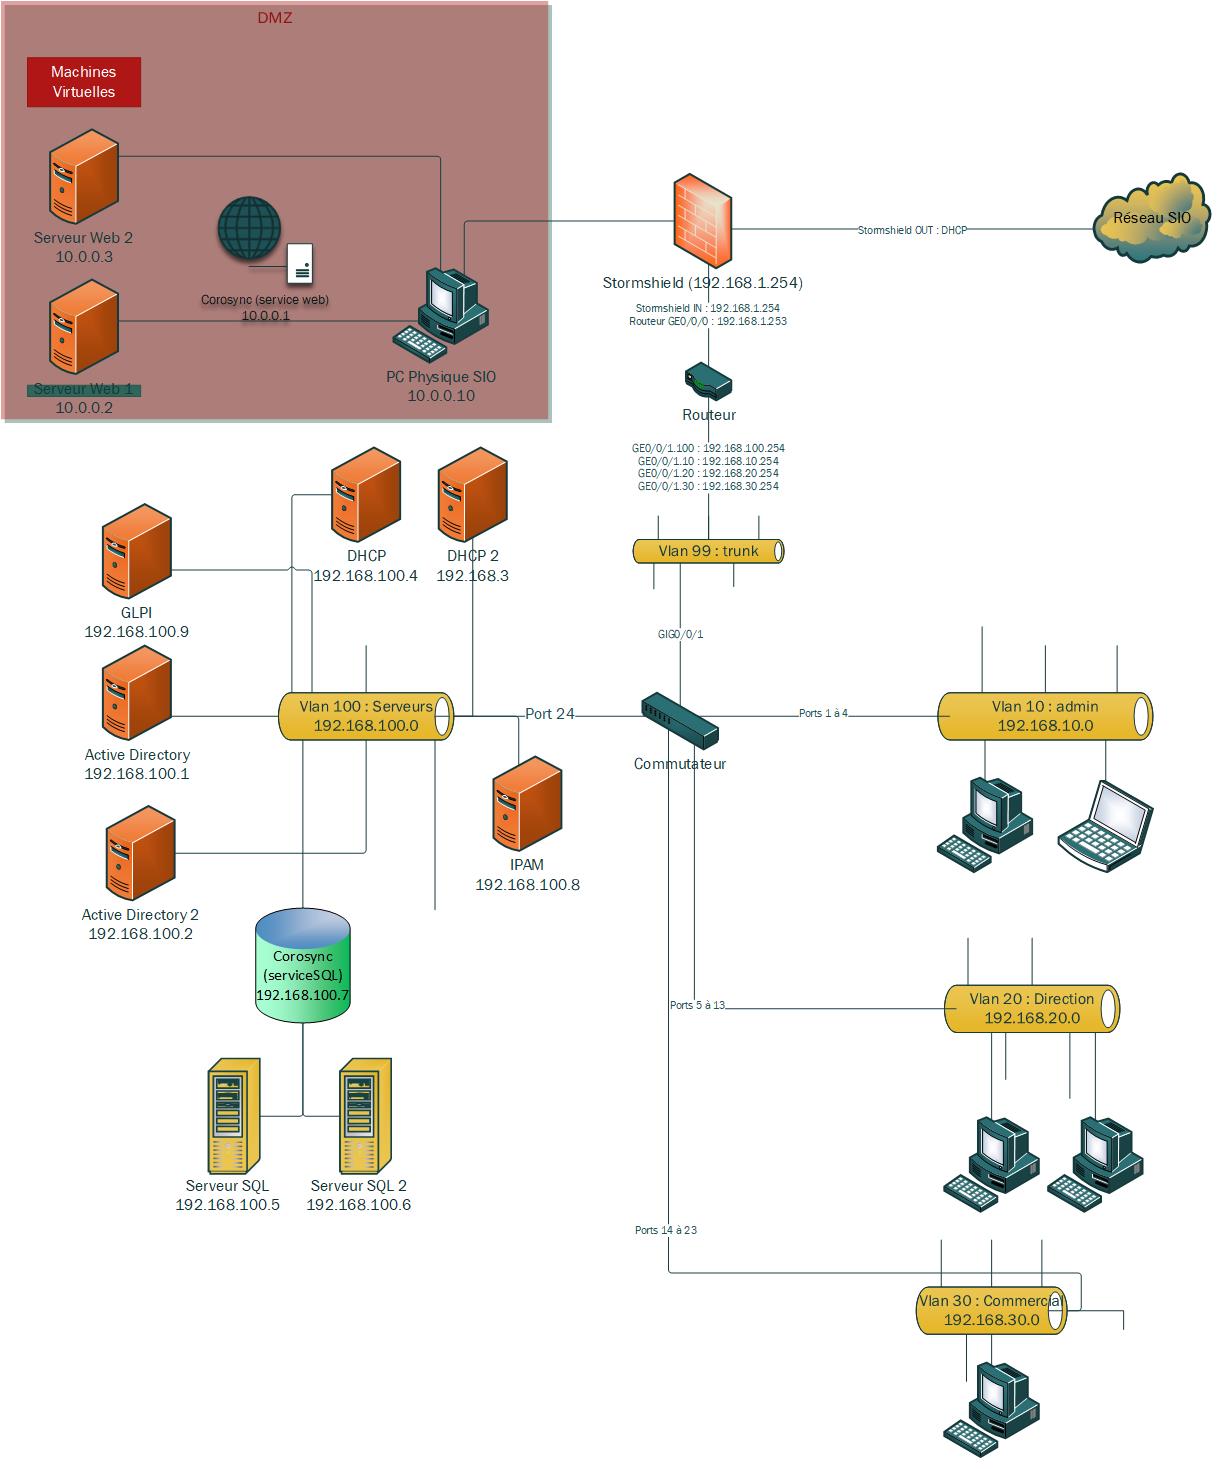 DMZ
Machines
Virtuelles
Serveur Web 2
10.0.0.3
Corosync (service web)
10.0.0.1
Serveur Web 1
10.0.0.2
PC Physique SIO
10.0.0.10
Stormshield (192.168.1.254)
Stormshield OUT : DHCP
Réseau SIO
Stormshield IN : 192.168.1.254
Routeur GE0/0/0 : 192.168.1.253
Routeur
GE0/0/1.100 : 192.168.100.254
GE0/0/1.10 : 192.168.10.254
GE0/0/1.20 : 192.168.20.254
GE0/0/1.30 : 192.168.30.254
Vlan 99 : trunk
GIG0/0/1
DHCP
192.168.100.4
DHCP 2
192.168.3
GLPI
192.168.100.9
Active Directory
192.168.100.1
Vlan 100 : Serveurs
192.168.100.0
Port 24
Commutateur
Ports 1 à 4
Vlan 10 : admin
192.168.10.0
IPAM
192.168.100.8
Active Directory 2
192.168.100.2
Corosync
(serviceSQL)
192.168.100.7
Ports 5 à 13
Vlan 20 : Direction
192.168.20.0
Serveur SQL
192.168.100.5
Serveur SQL 2
192.168.100.6
Ports 14 à 23
Vlan 30 : Commercial
192.168.30.0